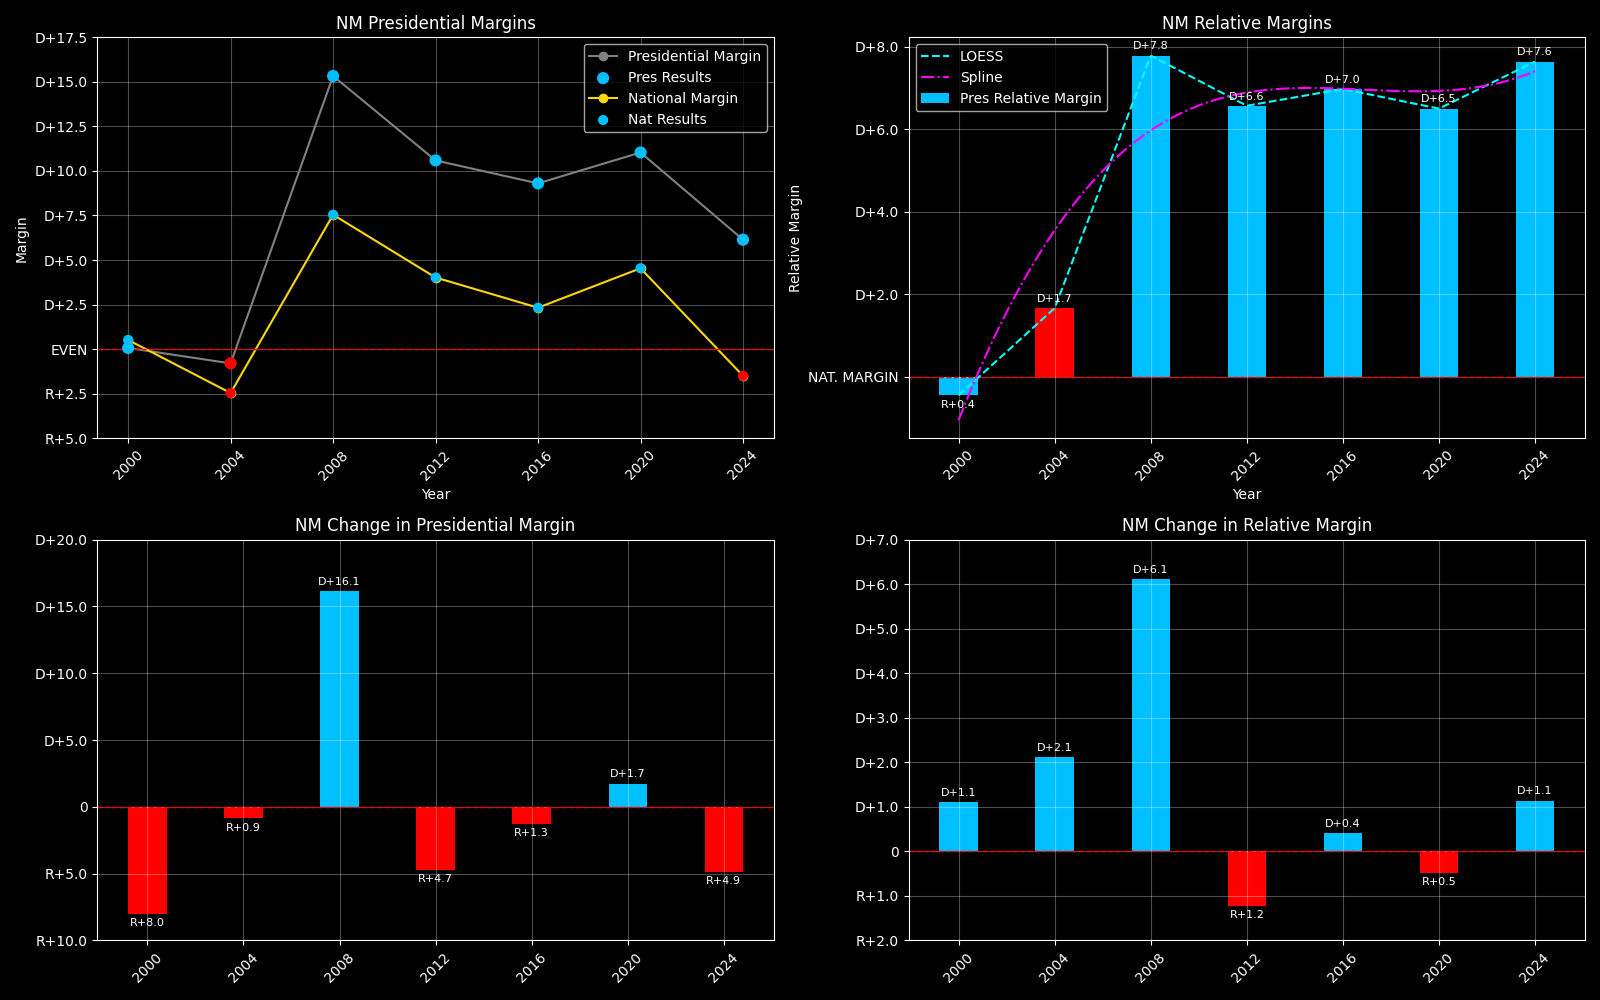 NM Presidential Margins
D+17.5
D+15.0
D+12.5
D+10.0
D+7.5
D+5.0
D+2.5
EVEN
R+2.5
R+5.0
Margin
Presidential Margin
Pres Results
National Margin
Nat Results
2000
2004
2008
2012
2016
2020
2024
Year
NM Relative Margins
D+8.0
D+6.0
D+4.0
D+2.0
NAT. MARGIN
Relative Margin
LOESS
Spline
Pres Relative Margin
R+0.4
D+1.7
D+7.8
D+6.6
D+7.0
D+6.5
D+7.6
2000
2004
2008
2012
2016
2020
2024
Year
NM Change in Presidential Margin
D+20.0
D+15.0
D+10.0
D+5.0
0
R+5.0
R+10.0
R+8.0
R+0.9
D+16.1
R+4.7
R+1.3
D+1.7
R+4.9
2000
2004
2008
2012
2016
2020
2024
NM Change in Relative Margin
D+7.0
D+6.0
D+5.0
D+4.0
D+3.0
D+2.0
D+1.0
0
R+1.0
R+2.0
D+1.1
D+2.1
D+6.1
R+1.2
D+0.4
R+0.5
D+1.1
2000
2004
2008
2012
2016
2020
2024